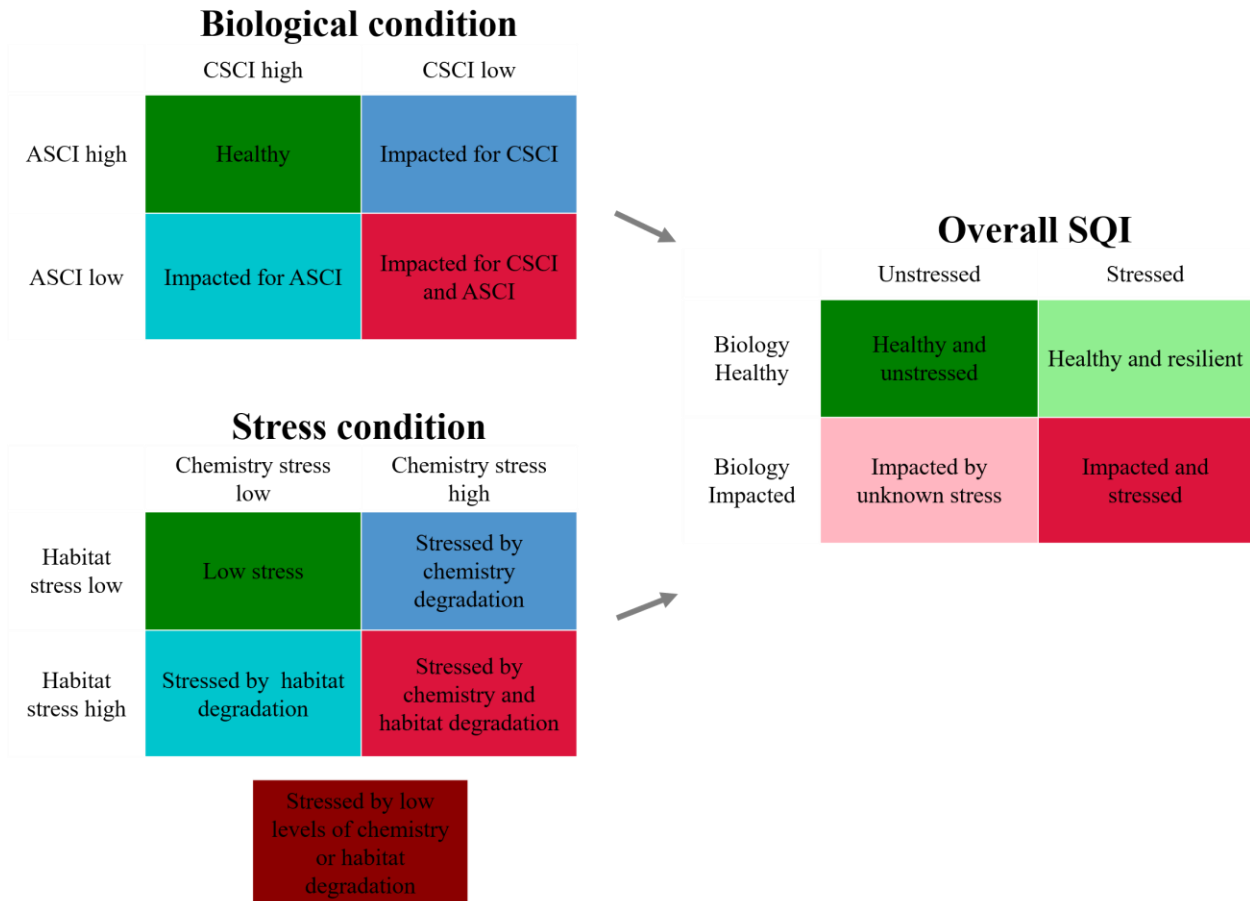 Biological condition
CSCI high
CSCI low
ASCI high
Healthy
Impacted for CSCI
ASCI low
Impacted for ASCI
Impacted for CSCI
and ASCI
Stress condition
Chemistry stress
low
Chemistry stress
high
Habitat
stress low
Low stress
Stressed by
chemistry
degradation
Habitat
stress high
Stressed by  habitat
degradation
Stressed by
chemistry and
habitat degradation
Stressed by low
levels of chemistry
or habitat
degradation
Overall SQI
Unstressed
Stressed
Biology
Healthy
Healthy and
unstressed
Healthy and resilient
Biology
Impacted
Impacted by
unknown stress
Impacted and
stressed